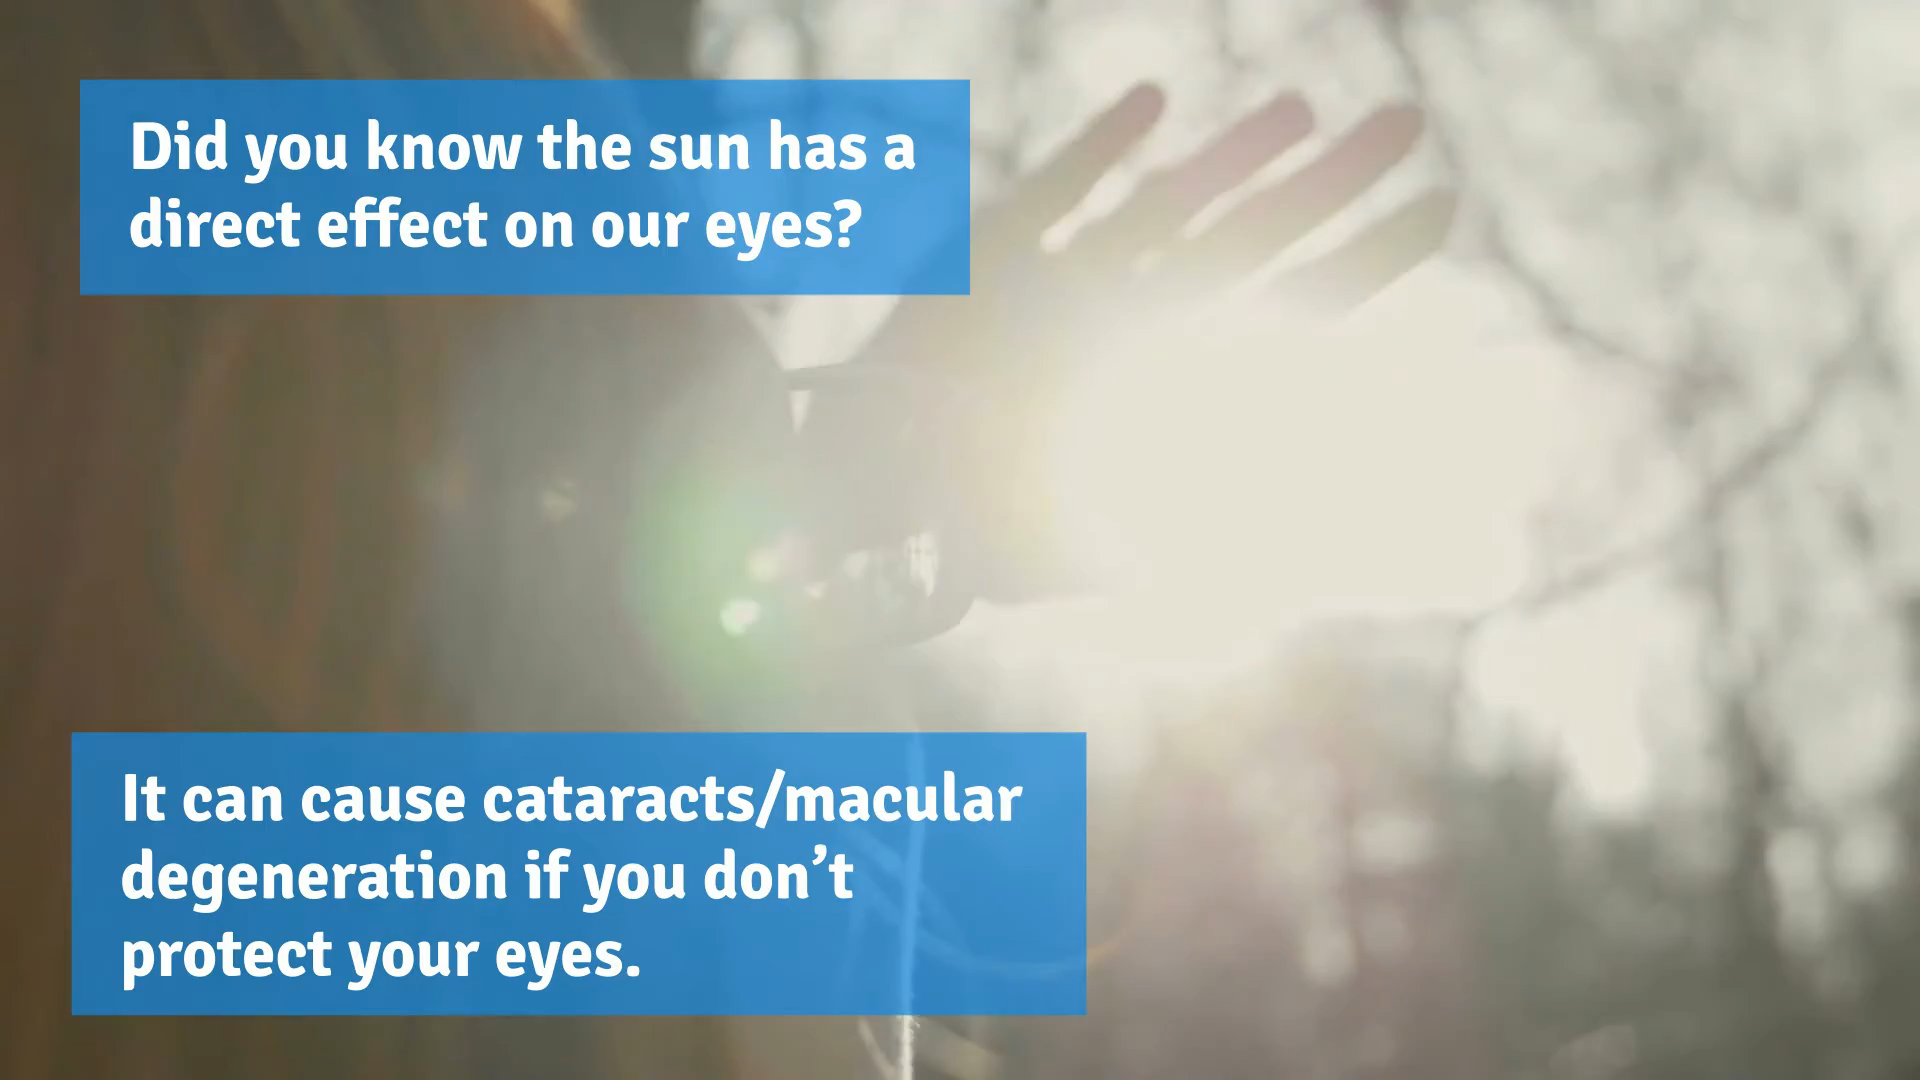 Did you know the sun has a
direct effect on our eyes?
It can cause cataracts/macular
degeneration if you don’t
protect your eyes.